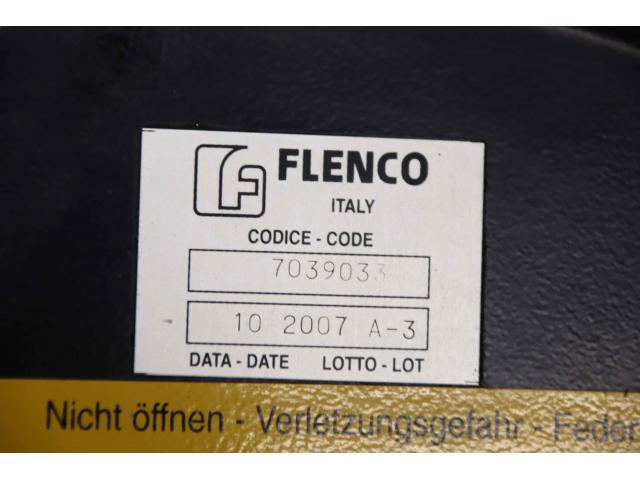 FLENCO
ITALY
CODICE - CODE
7039033
10 2007 A-3
DATA - DATE LOTTO - LOT
Nicht öffnen - Verletzungsgefahr - Feder